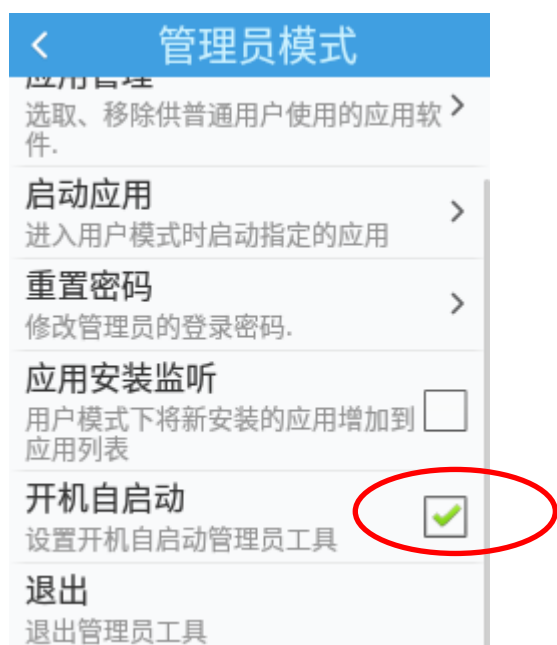 管理员模式
应用管理
选取、移除供普通用户使用的应用软
件.
启动应用
进入用户模式时启动指定的应用
重置密码
修改管理员的登录密码.
应用安装监听
用户模式下将新安装的应用增加到
应用列表
开机自启动
设置开机自启动管理员工具
退出
退出管理员工具